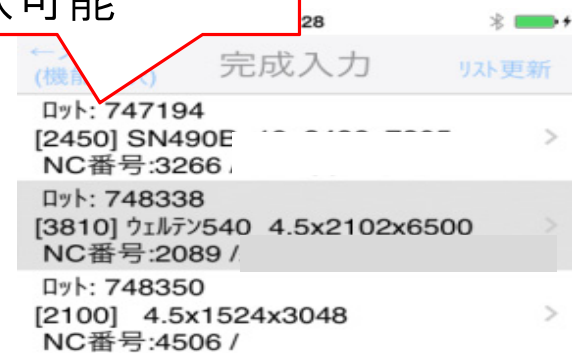 可能
28
完成入力
リスト更新
(機
ロット: 747194
[2450] SN490B
NC番号:3266
ロット: 748338
[3810] ウェルテン540 4.5x2102x6500
NC番号:2089 /
ロット: 748350
[2100] 4.5x1524x3048
NC番号:4506 /